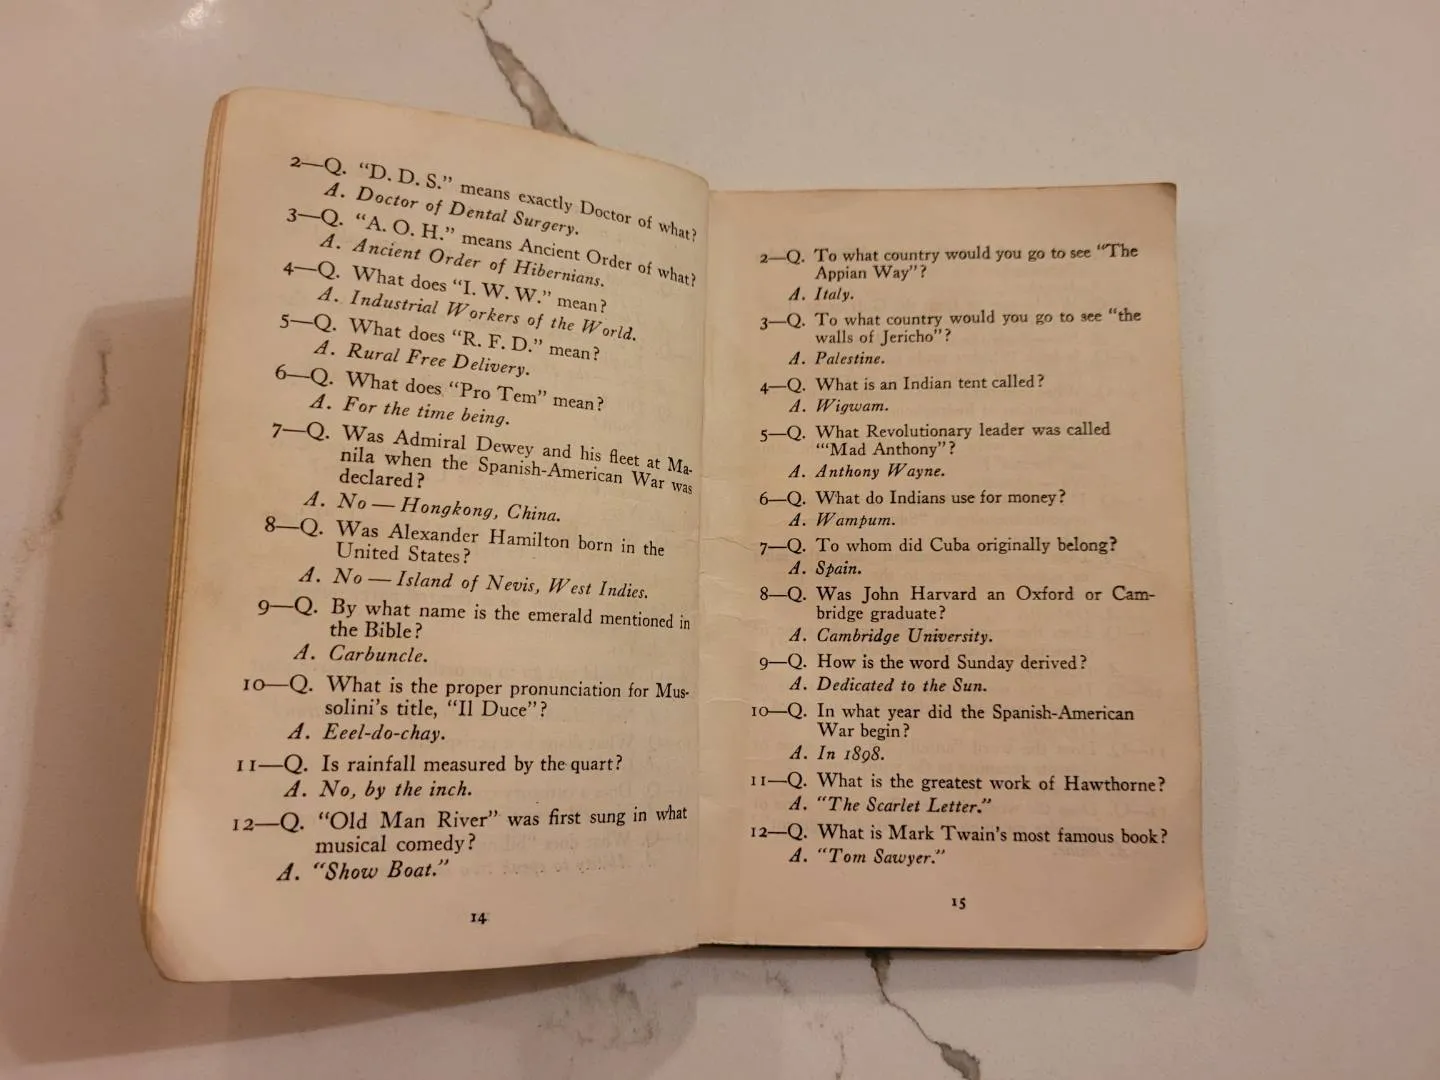 2—Q. "D. D. S." means exactly Doctor of what?
A. Doctor of Dental Surgery.
3—Q. "A. O. H." means Ancient Order of what?
A. Ancient Order of Hibernians.
4—Q. What does "I. W. W." mean?
A. Industrial Workers of the World.
5—Q. What does "R. F. D." mean?
A. Rural Free Delivery.
6—Q. What does "Pro Tem" mean?
A. For the time being.
7—Q. Was Admiral Dewey and his fleet at Ma-
nila when the Spanish-American War was
declared?
A. No — Hongkong, China.
8—Q. Was Alexander Hamilton born in the
United States?
A. No — Island of Nevis, West Indies.
9—Q. By what name is the emerald mentioned in
the Bible?
A. Carbuncle.
10—Q. What is the proper pronunciation for Mus-
solini's title, "Il Duce"?
A. Eeel-do-chay.
11—Q. Is rainfall measured by the quart?
A. No, by the inch.
12—Q. "Old Man River" was first sung in what
musical comedy?
A. "Show Boat."
14
2—Q. To what country would you go to see "The
Appian Way"?
A. Italy.
3—Q. To what country would you go to see "the
walls of Jericho"?
A. Palestine.
4—Q. What is an Indian tent called?
A. Wigwam.
5—Q. What Revolutionary leader was called
"'Mad Anthony"?
A. Anthony Wayne.
6—Q. What do Indians use for money?
A. Wampum.
7—Q. To whom did Cuba originally belong?
A. Spain.
8—Q. Was John Harvard an Oxford or Cam-
bridge graduate?
A. Cambridge University.
9—Q. How is the word Sunday derived?
A. Dedicated to the Sun.
10—Q. In what year did the Spanish-American
War begin?
A. In 1898.
11—Q. What is the greatest work of Hawthorne?
A. "The Scarlet Letter."
12—Q. What is Mark Twain's most famous book?
A. "Tom Sawyer."
15